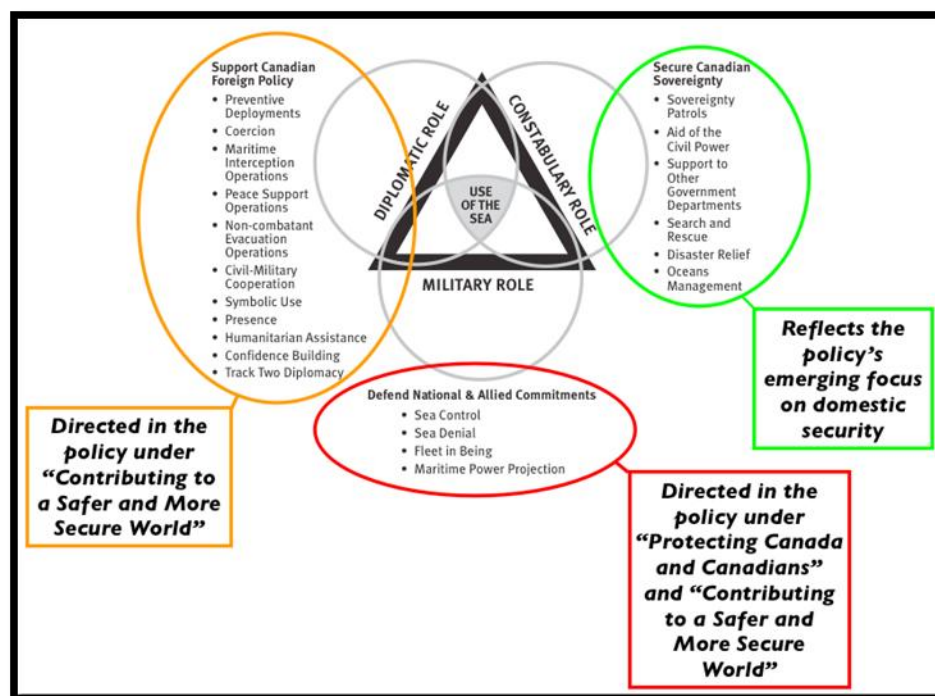 Support Canadian
Foreign Policy
• Preventive
Deployments
• Coercion
• Maritime
Interception
Operations
• Peace Support
Operations
• Non-combatant
Evacuation
Operations
• Civil-Military
Cooperation
• Symbolic Use
• Presence
• Humanitarian Assistance
• Confidence Building
• Track Two Diplomacy
DIPLOMATIC ROLE
CONSTABULARY ROLE
USE
OF THE
SEA
MILITARY ROLE
Secure Canadian
Sovereignty
• Sovereignty
Patrols
• Aid of the
Civil Power
• Support to
Other
Government
Departments
• Search and
Rescue
• Disaster Relief
• Oceans
Management
Reflects the
policy's
emerging focus
on domestic
security
Defend National & Allied Commitments
• Sea Control
• Sea Denial
• Fleet in Being
• Maritime Power Projection
Directed in the
policy under
“Contributing to
a Safer and More
Secure World”
Directed in the
policy under
“Protecting Canada
and Canadians”
and “Contributing
to a Safer and
More Secure
World”